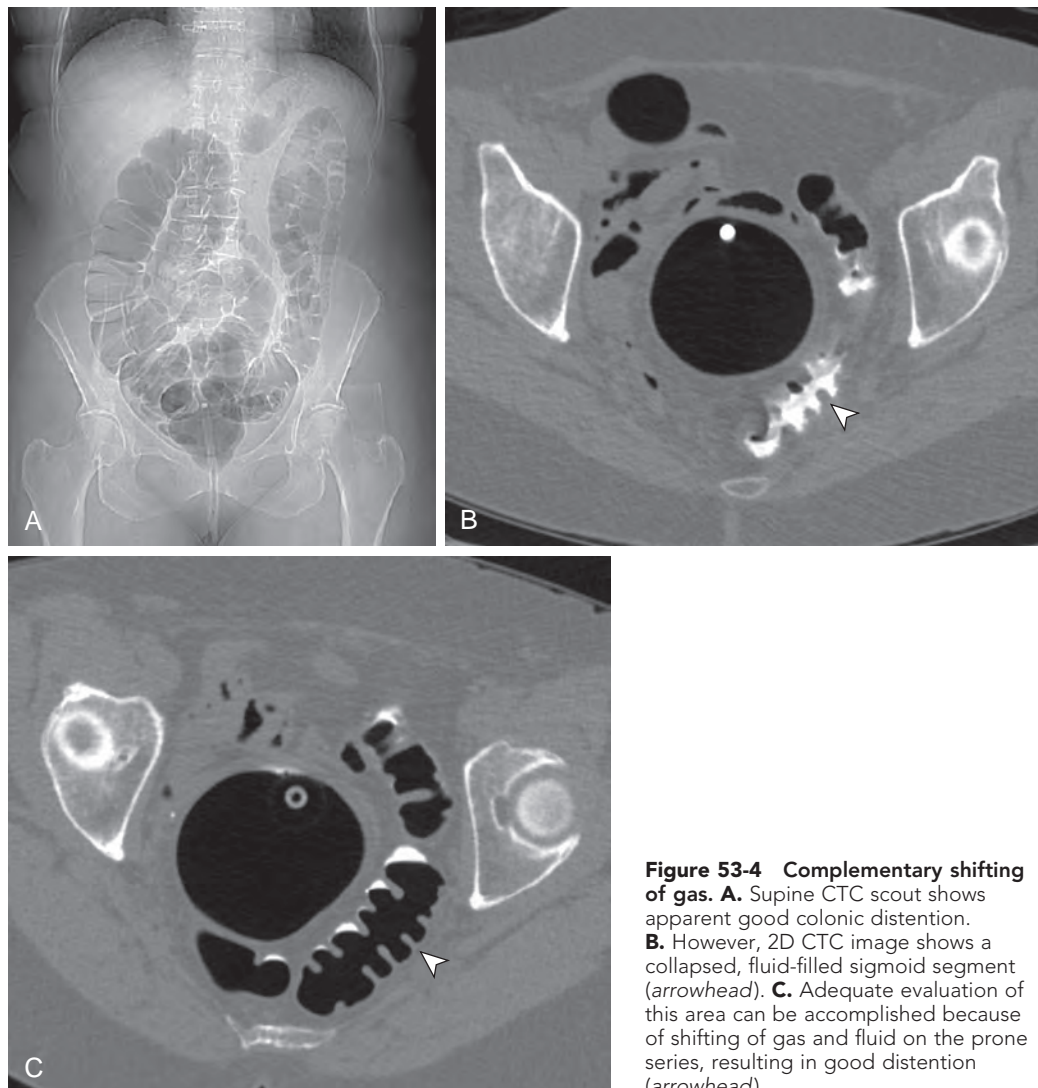 A
B
C
Figure 53-4 Complementary shifting
of gas. A. Supine CTC scout shows
apparent good colonic distention.
B. However, 2D CTC image shows a
collapsed, fluid-filled sigmoid segment
(arrowhead). C. Adequate evaluation of
this area can be accomplished because
of shifting of gas and fluid on the prone
series, resulting in good distention
(arrowhead)